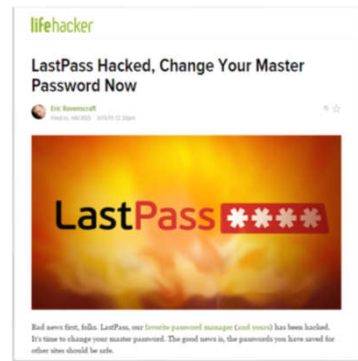 lifehacker
LastPass Hacked, Change Your Master
Password Now
Eric Ravenscraft
LastPass ****
Bad news first, folks. LastPass, our favorite password manager (and yours) has been hacked.
It's time to change your master password. The good news is, the passwords you have saved for
other sites should be safe.